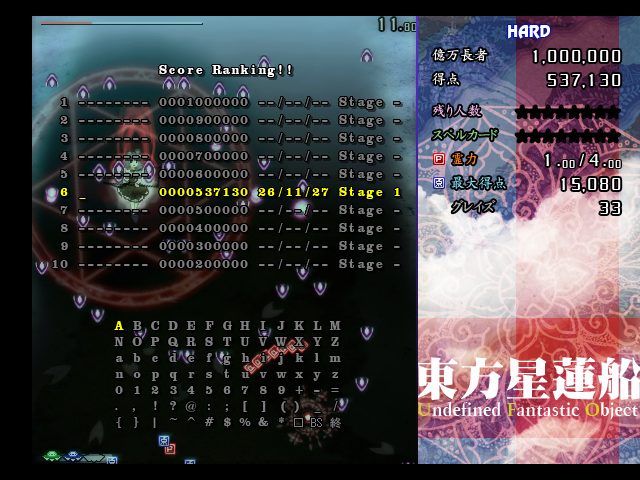 11.80
HARD
Score Ranking!!
億万長者 1,000,000
得点 537,130
残り人数
スペルカード
霊力 1.00/4.00
最大得点 15,080
グレイズ 33
1 -------- 0001000000 --/--/-- Stage -
2 -------- 0000900000 --/--/-- Stage -
3 -------- 0000800000 --/--/-- Stage -
4 -------- 0000700000 --/--/-- Stage -
5 -------- 0000600000 --/--/-- Stage -
6 _ 0000537130 26/11/27 Stage 1
7 -------- 0000500000 --/--/-- Stage -
8 -------- 0000400000 --/--/-- Stage -
9 -------- 0000300000 --/--/-- Stage -
10 -------- 0000200000 --/--/-- Stage -
A B C D E F G H I J K L M
N O P Q R S T U V W X Y Z
a b c d e f g h i j k l m
n o p q r s t u v w x y z
0 1 2 3 4 5 6 7 8 9 + - =
. , ! ? @ : ; [ ] ( ) _ /
{ } | ~ ^ # $ % & * □ BS 終
東方星蓮船
Undefined Fantastic Object